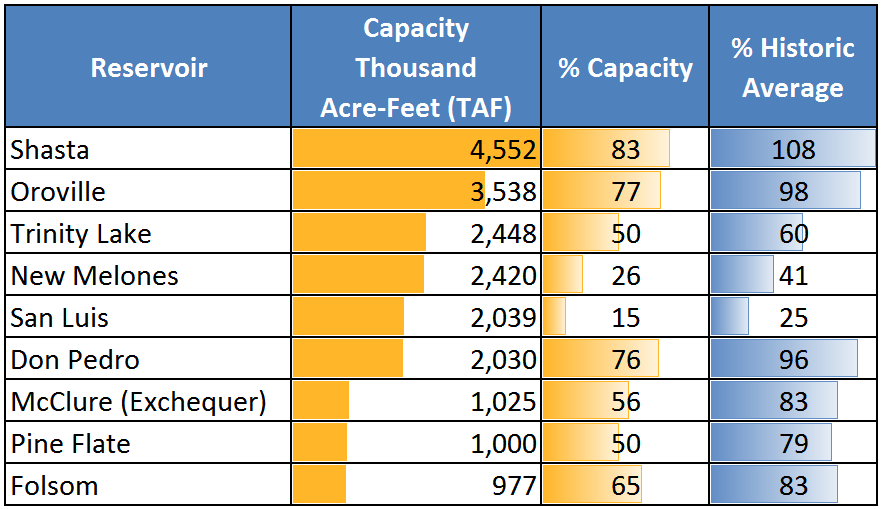 Reservoir
Capacity
Thousand
Acre-Feet (TAF)
% Capacity
% Historic
Average
Shasta 4,552 83 108
Oroville 3,538 77 98
Trinity Lake 2,448 50 60
New Melones 2,420 26 41
San Luis 2,039 15 25
Don Pedro 2,030 76 96
McClure (Exchequer) 1,025 56 83
Pine Flate 1,000 50 79
Folsom 977 65 83